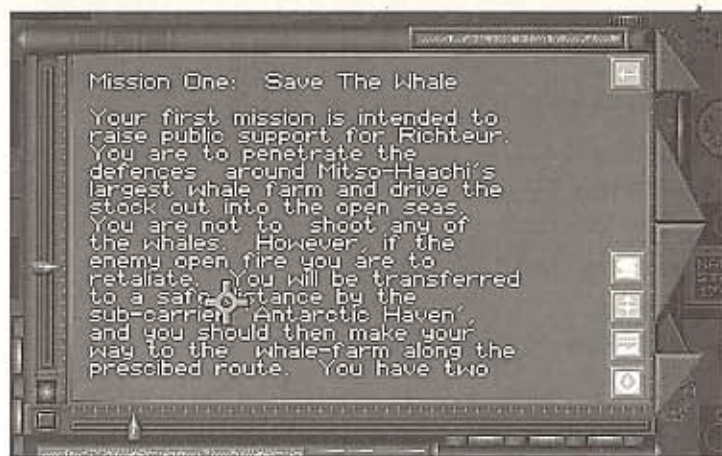 Mission One: Save The Whale
Your first mission is intended to
raise public support for Richteur.
You are to penetrate the
defences around Mitso-Haachi's
largest whale farm and drive the
stock out into the open seas.
You are not to shoot any of
the whales. However, if the
enemy open fire you are to
retaliate. You will be transferred
to a safe distance by the
sub-carrier 'Antarctic Haven',
and you should then make your
way to the whale-farm along the
prescibed route. You have two